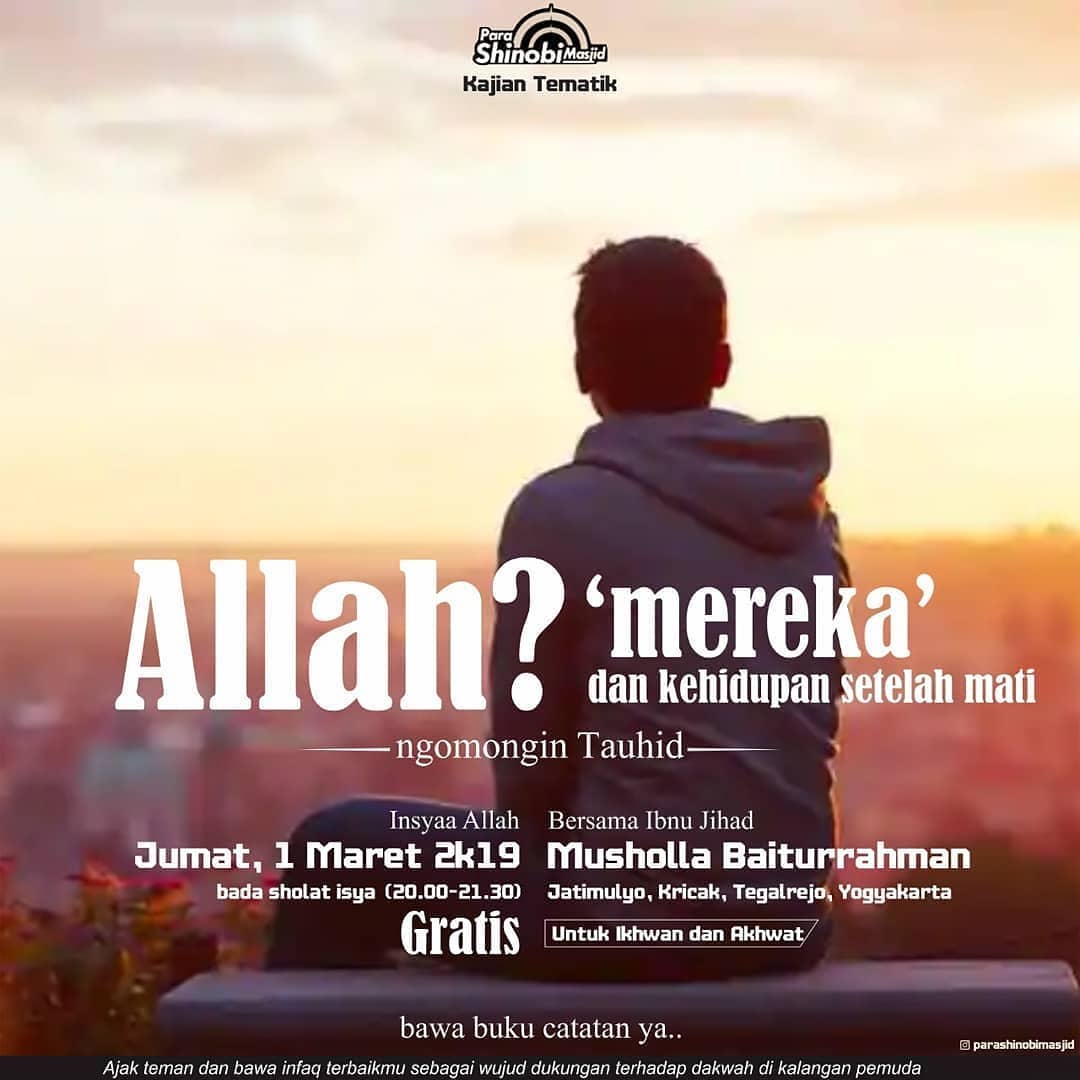 Para
Shinobi Masjid
Kajian Tematik
Allah? 'mereka'
dan kehidupan setelah mati
ngomongin Tauhid
Insyaa Allah
Jumat, 1 Maret 2k19
bada sholat isya (20.00-21.30)
Gratis
Bersama Ibnu Jihad
Musholla Baiturrahman
Jatimulyo, Kricak, Tegalrejo, Yogyakarta
Untuk Ikhwan dan Akhwat
bawa buku catatan ya..
parashinobimasjid
Ajak teman dan bawa infaq terbaikmu sebagai wujud dukungan terhadap dakwah di kalangan pemuda